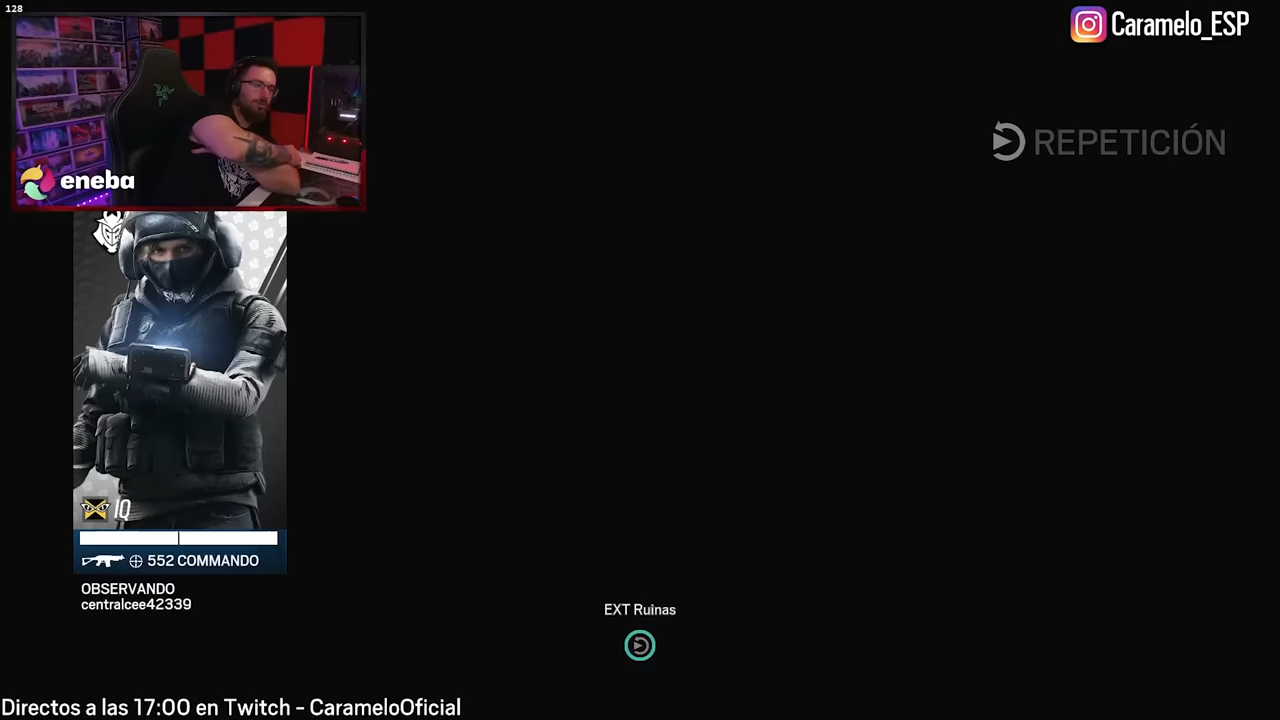 128
Caramelo_ESP
REPETICIÓN
eneba
IQ
552 COMMANDO
OBSERVANDO
centralcee42339
EXT Ruinas
Directos a las 17:00 en Twitch - CarameloOficial